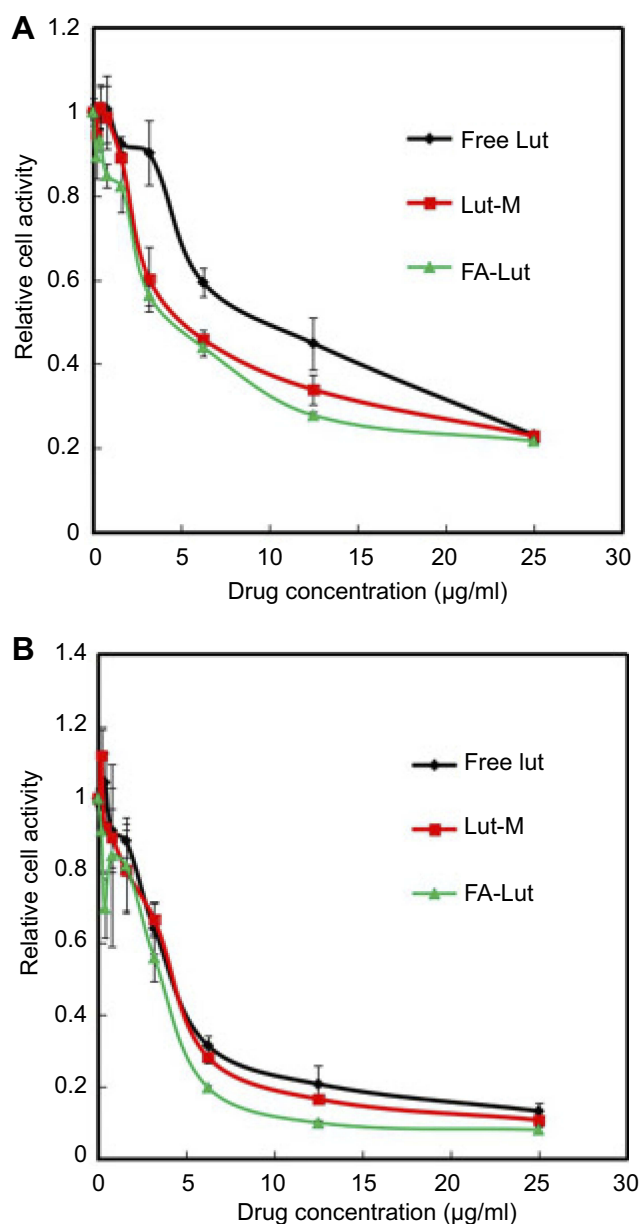 A
1.2
1
0.8
0.6
0.4
0.2
0
Relative cell activity
Free Lut
Lut-M
FA-Lut
0 5 10 15 20 25 30
Drug concentration (µg/ml)
B
1.4
1.2
1
0.8
0.6
0.4
0.2
0
Relative cell activity
Free lut
Lut-M
FA-Lut
0 5 10 15 20 25 30
Drug concentration (µg/ml)